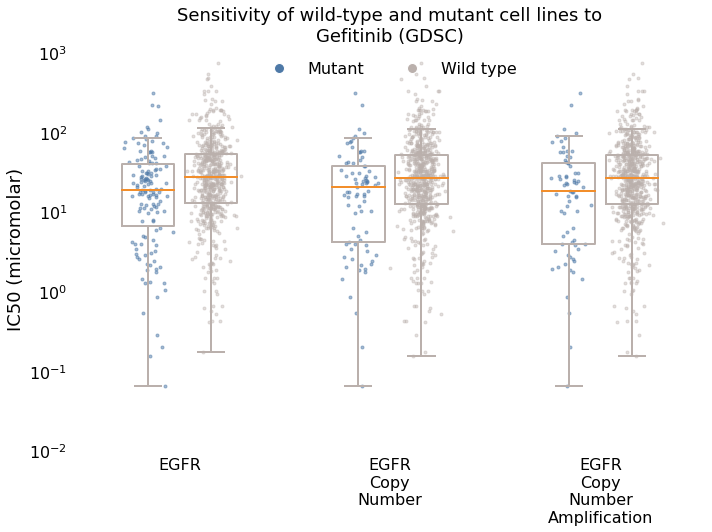 Sensitivity of wild-type and mutant cell lines to
Gefitinib (GDSC)
Mutant
Wild type
IC50 (micromolar)
10³
10²
10¹
10⁰
10⁻¹
10⁻²
EGFR
EGFR
Copy
Number
EGFR
Copy
Number
Amplification